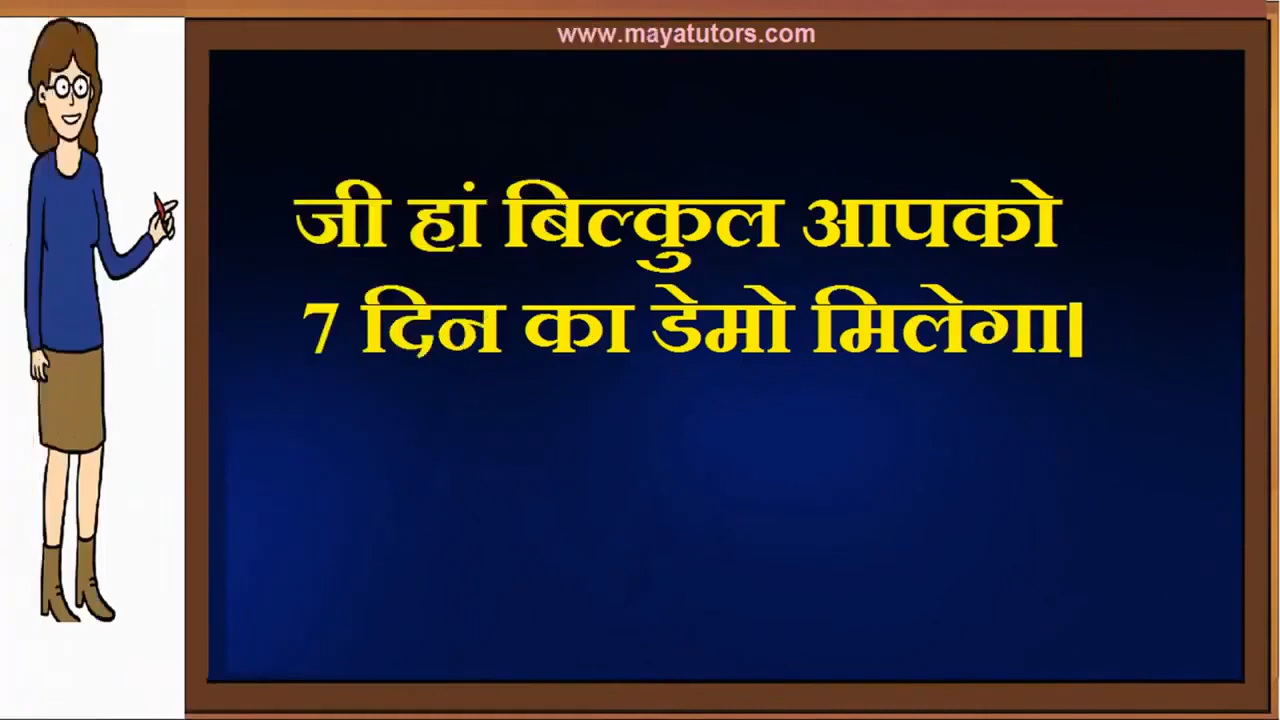 www.mayatutors.com
जी हां बिल्कुल आपको
7 दिन का डेमो मिलेगा।